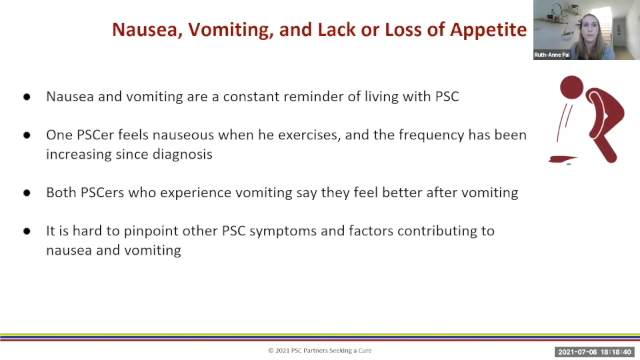 Nausea, Vomiting, and Lack or Loss of Appetite
Ruth-Anne Pai
● Nausea and vomiting are a constant reminder of living with PSC
● One PSCer feels nauseous when he exercises, and the frequency has been
increasing since diagnosis
● Both PSCers who experience vomiting say they feel better after vomiting
● It is hard to pinpoint other PSC symptoms and factors contributing to
nausea and vomiting
© 2021 PSC Partners Seeking a Cure
2021-07-08 18:18:40